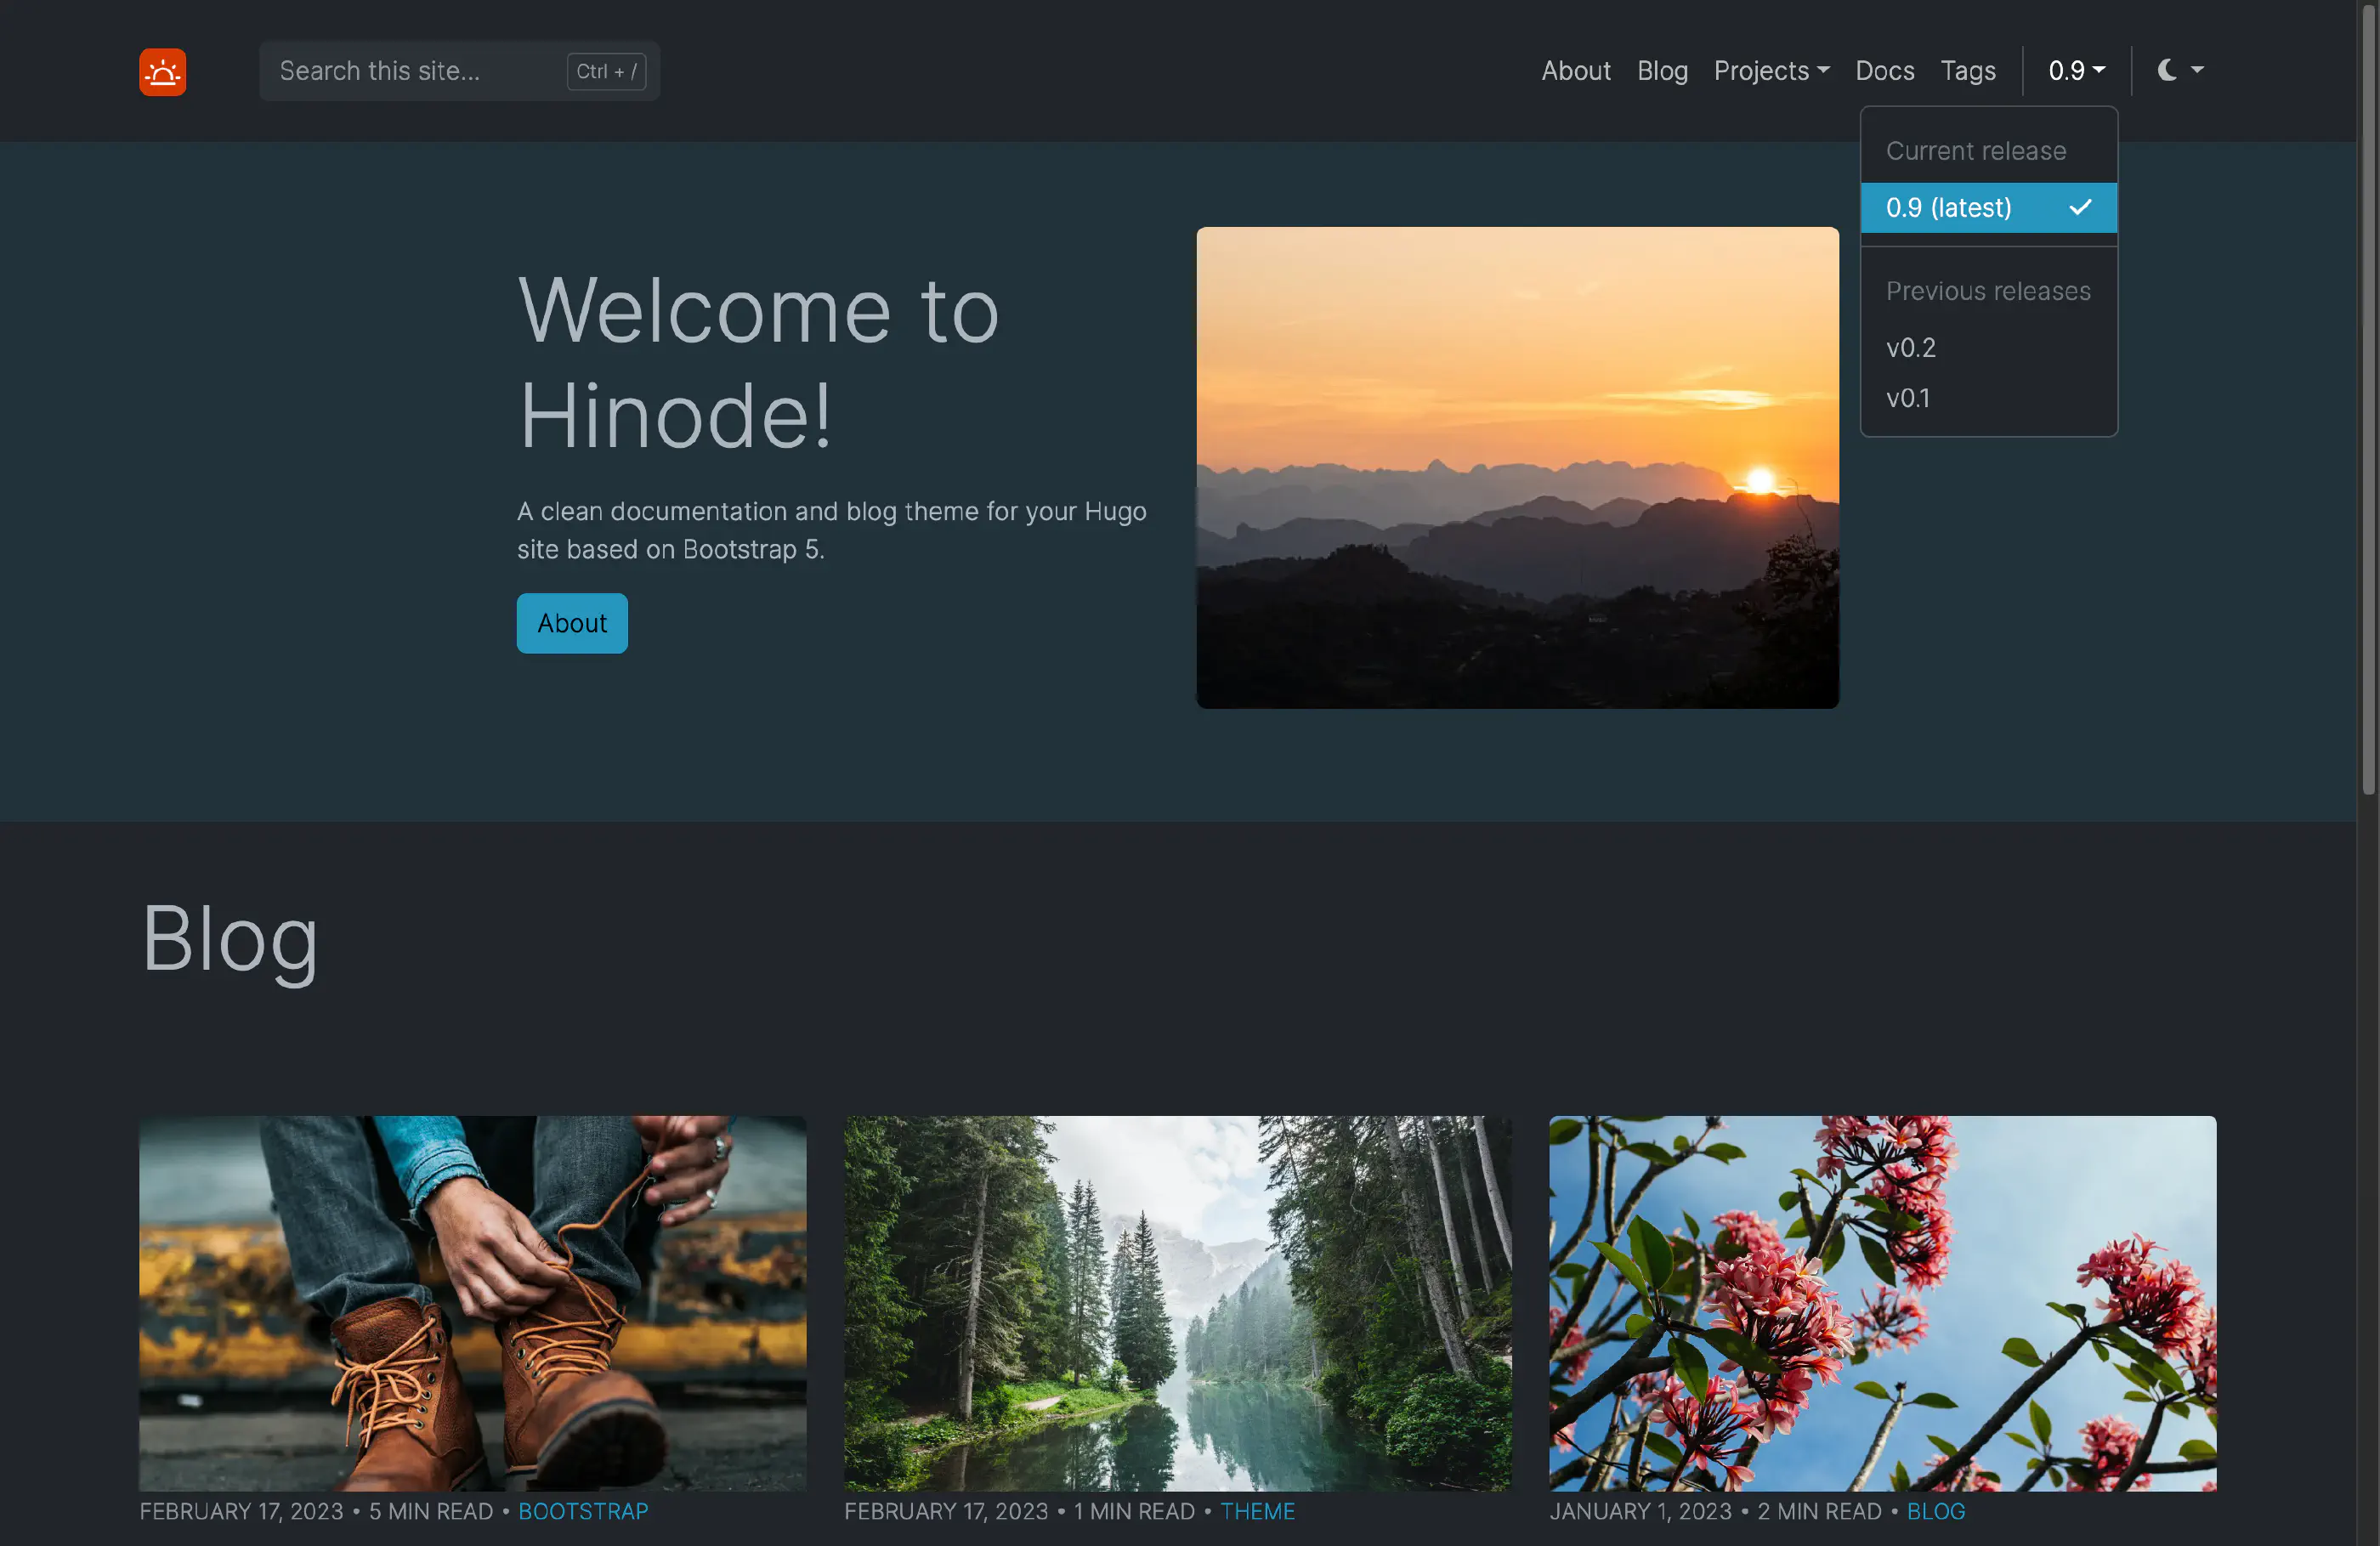 Search this site... Ctrl + /
About Blog Projects Docs Tags 0.9
Current release
0.9 (latest)
Previous releases
v0.2
v0.1
Welcome to
Hinode!
A clean documentation and blog theme for your Hugo
site based on Bootstrap 5.
About
Blog
FEBRUARY 17, 2023 • 5 MIN READ • BOOTSTRAP
FEBRUARY 17, 2023 • 1 MIN READ • THEME
JANUARY 1, 2023 • 2 MIN READ • BLOG